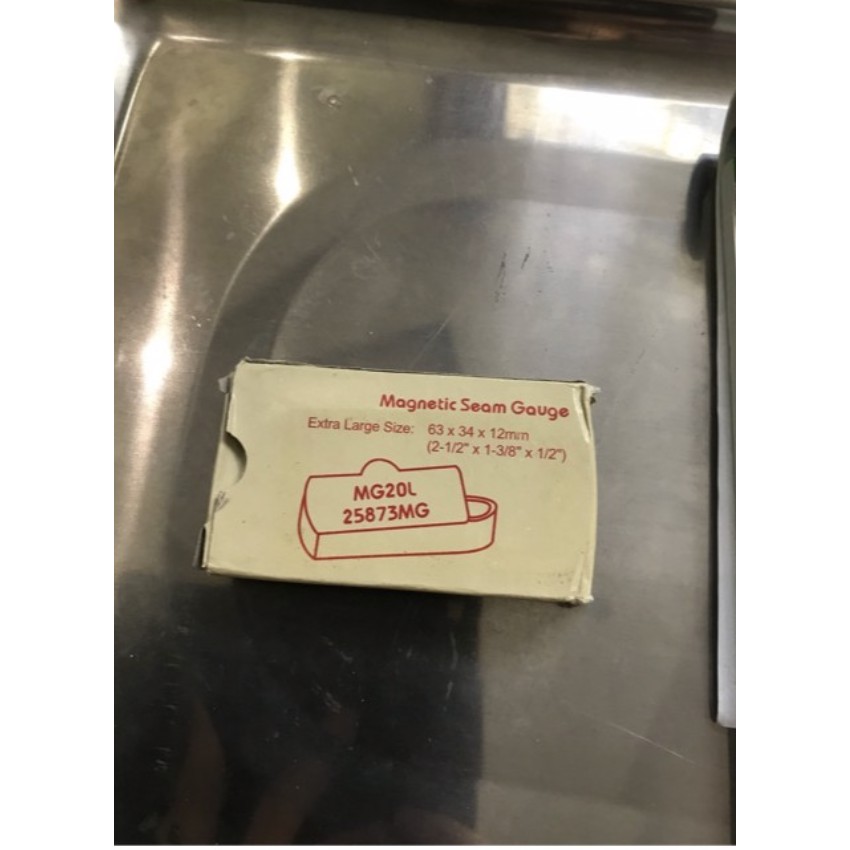 Magnetic Seam Gauge
Extra Large Size: 63 x 34 x 12mm
(2-1/2" x 1-3/8" x 1/2")
MG20L
25873MG